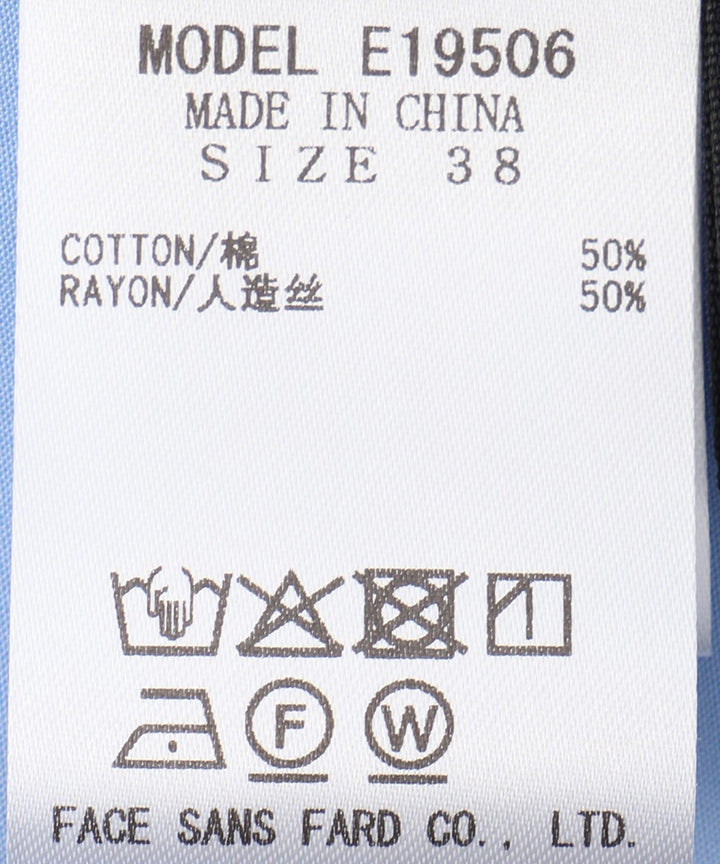 MODEL E19506
MADE IN CHINA
SIZE 38
COTTON/棉 50%
RAYON/人造丝 50%
F W
FACE SANS FARD CO., LTD.